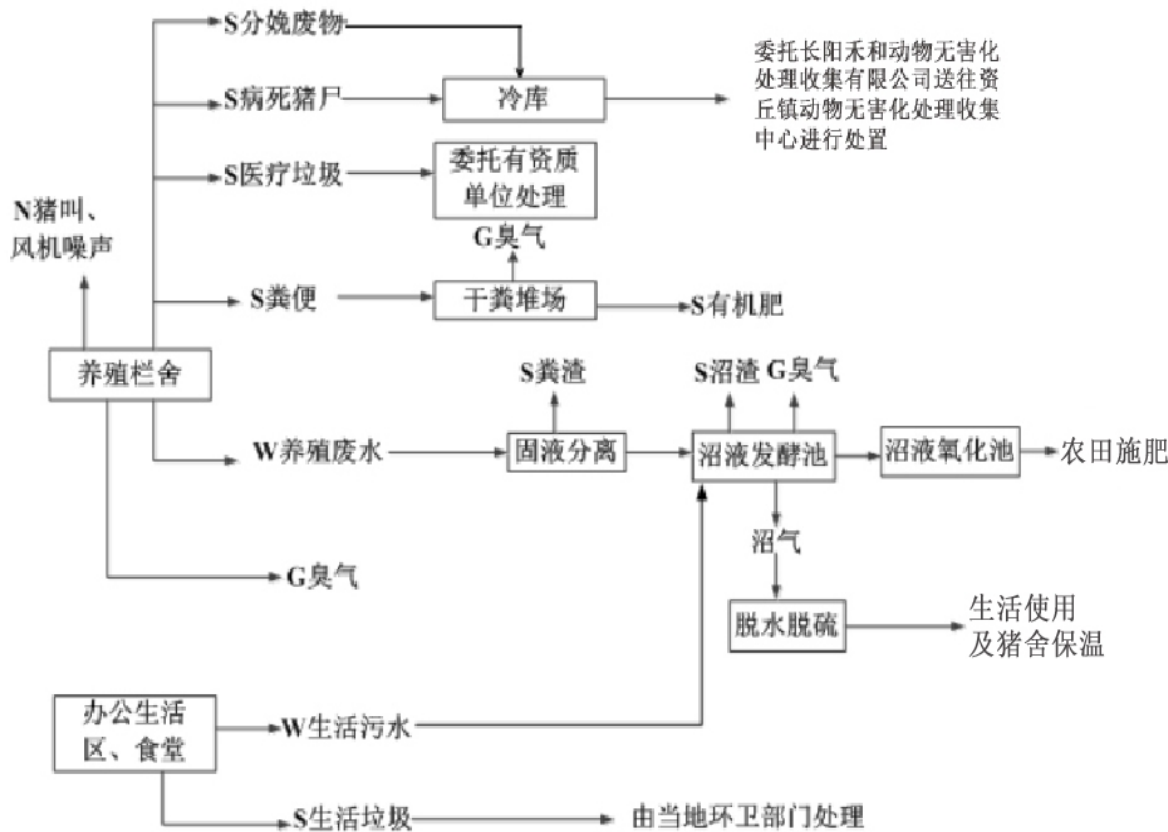 S分娩废物
S病死猪尸
冷库
委托长阳禾和动物无害化
处理收集有限公司送往资
丘镇动物无害化处理收集
中心进行处置
S医疗垃圾
委托有资质
单位处理
N猪叫、
风机噪声
G臭气
S粪便
干粪堆场
S有机肥
养殖栏舍
S粪渣
S沼渣
G臭气
W养殖废水
固液分离
沼液发酵池
沼液氧化池
农田施肥
沼气
G臭气
脱水脱硫
生活使用
及猪舍保温
办公生活
区、食堂
W生活污水
S生活垃圾
由当地环卫部门处理